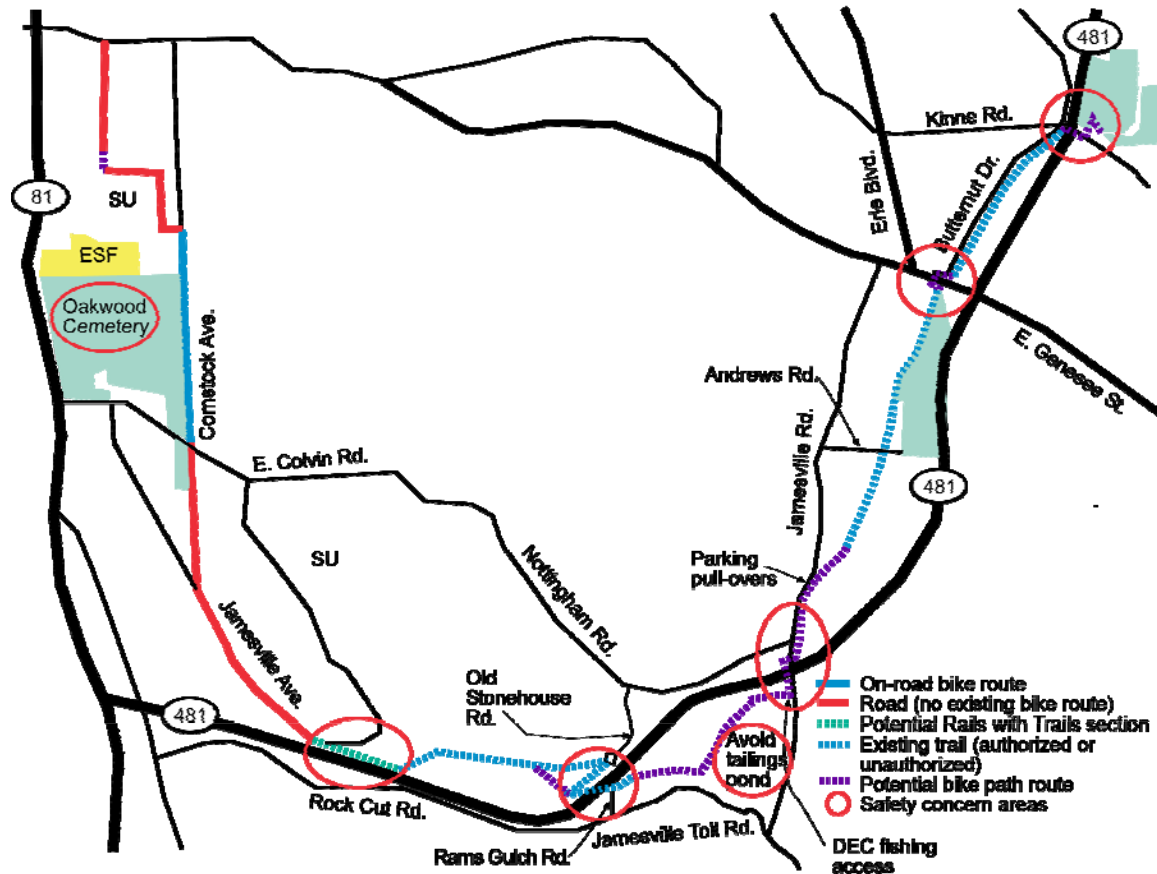 481
Kinne Rd.
Erie Blvd.
Butternut Dr.
81
SU
ESF
Oakwood
Cemetery
Comstock Ave.
E. Genesee St.
Andrews Rd.
Jamesville Rd.
E. Colvin Rd.
481
SU
Nottingham Rd.
Parking
pull-overs
Jamesville Ave.
Old
Stonehouse
Rd.
481
Avoid
tailings
pond
On-road bike route
Road (no existing bike route)
Potential Rails with Trails section
Existing trail (authorized or
unauthorized)
Potential bike path route
Safety concern areas
Rock Cut Rd.
Jamesville Toll Rd.
Rams Gulch Rd.
DEC fishing
access